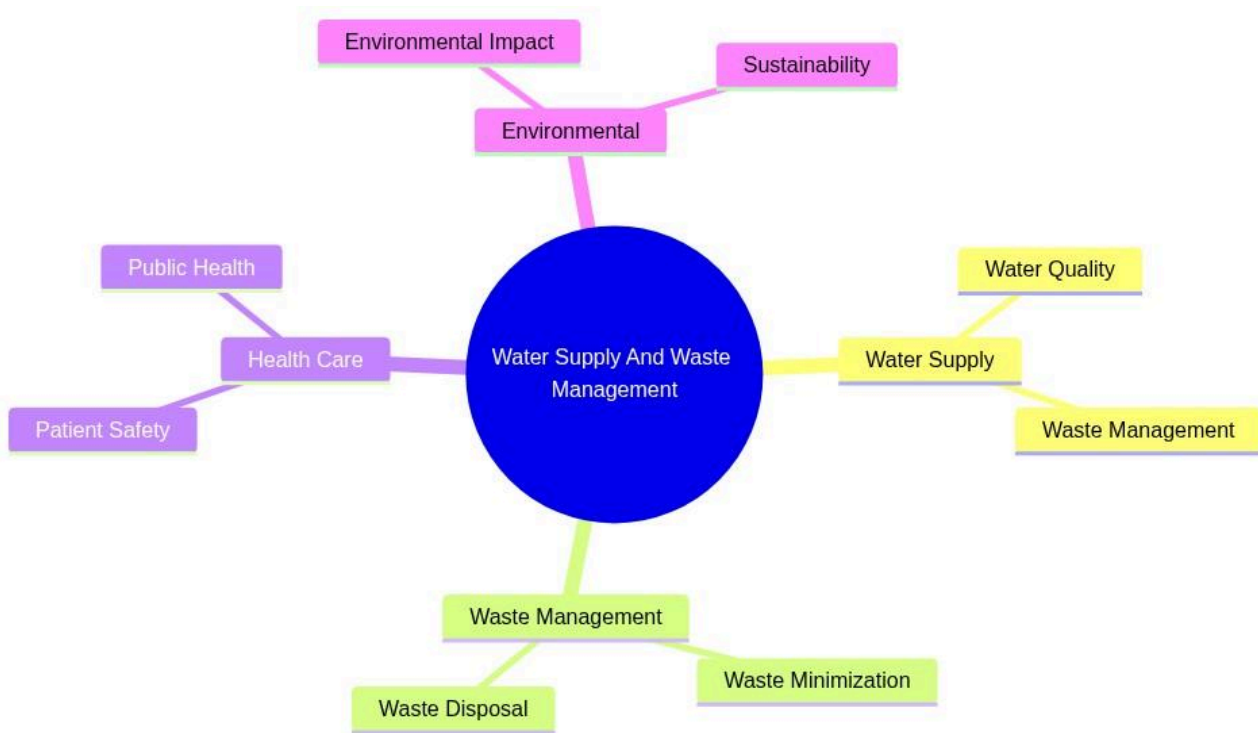 Environmental Impact
Sustainability
Environmental
Public Health
Water Quality
Health Care
Water Supply And Waste
Management
Water Supply
Patient Safety
Waste Management
Waste Management
Waste Minimization
Waste Disposal